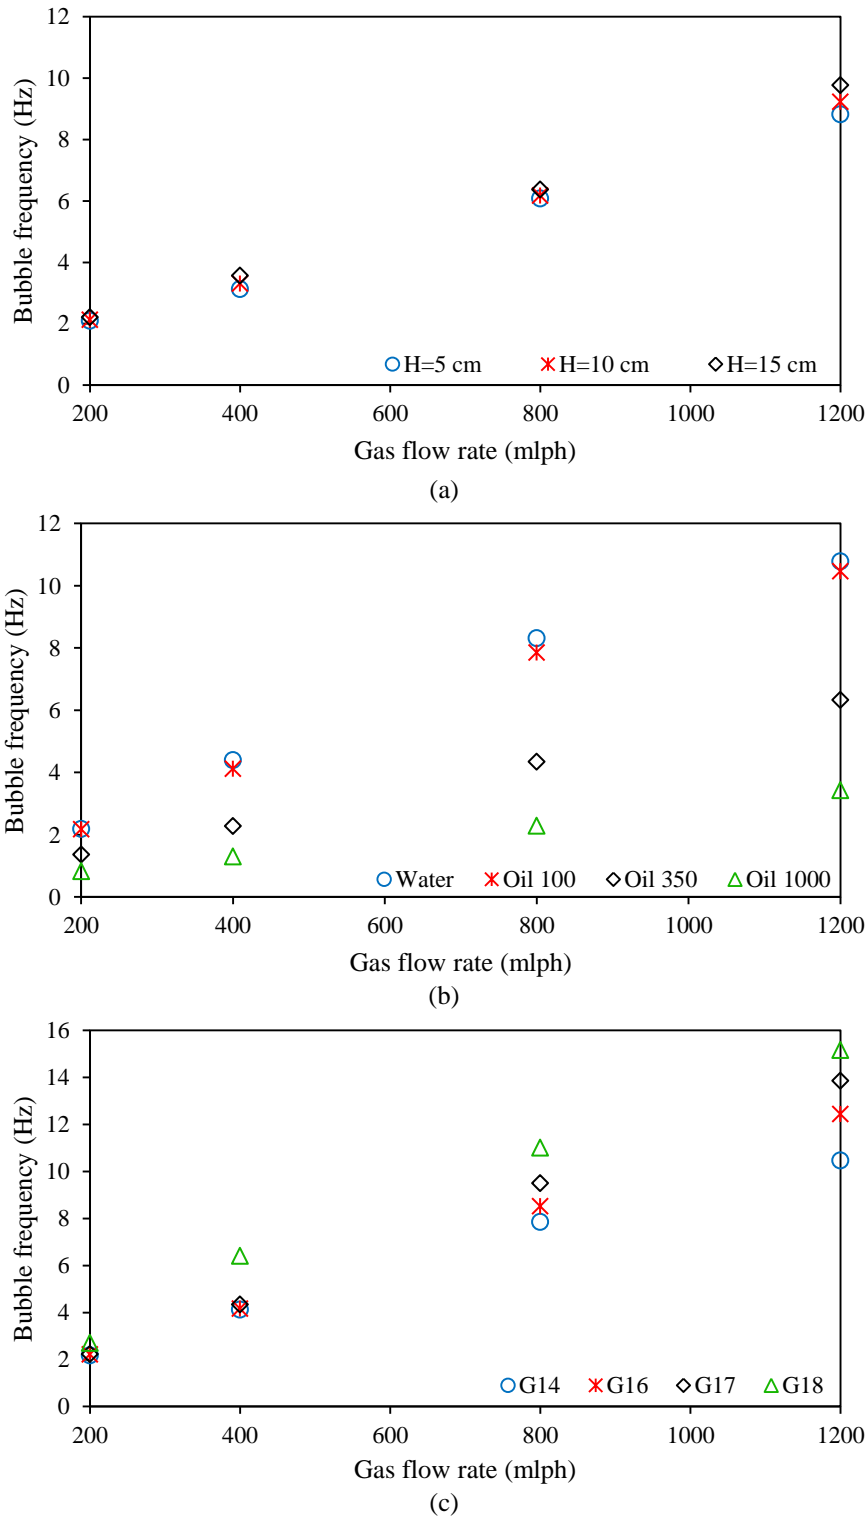 12
10
8
6
4
2
0
Bubble frequency (Hz)
H=5 cm H=10 cm H=15 cm
200 400 600 800 1000 1200
Gas flow rate (mlph)
(a)
12
10
8
6
4
2
0
Bubble frequency (Hz)
Water Oil 100 Oil 350 Oil 1000
200 400 600 800 1000 1200
Gas flow rate (mlph)
(b)
16
14
12
10
8
6
4
2
0
Bubble frequency (Hz)
G14 G16 G17 G18
200 400 600 800 1000 1200
Gas flow rate (mlph)
(c)